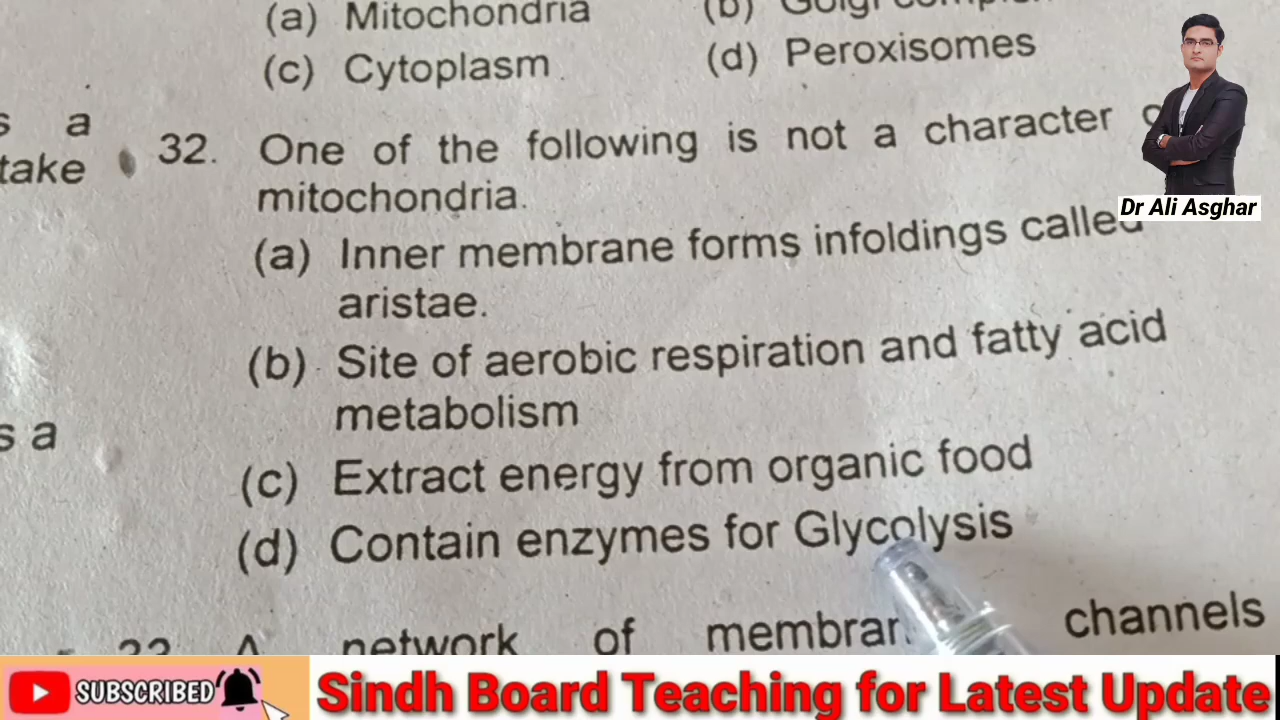 (a) Mitochondria (b) Golgi
(c) Cytoplasm (d) Peroxisomes
s a
take
32. One of the following is not a character
mitochondria.
(a) Inner membrane forms infoldings called
aristae.
(b) Site of aerobic respiration and fatty acid
metabolism
s a
(c) Extract energy from organic food
(d) Contain enzymes for Glycolysis
A network of channels
Dr Ali Asghar
SUBSCRIBED
Sindh Board Teaching for Latest Update